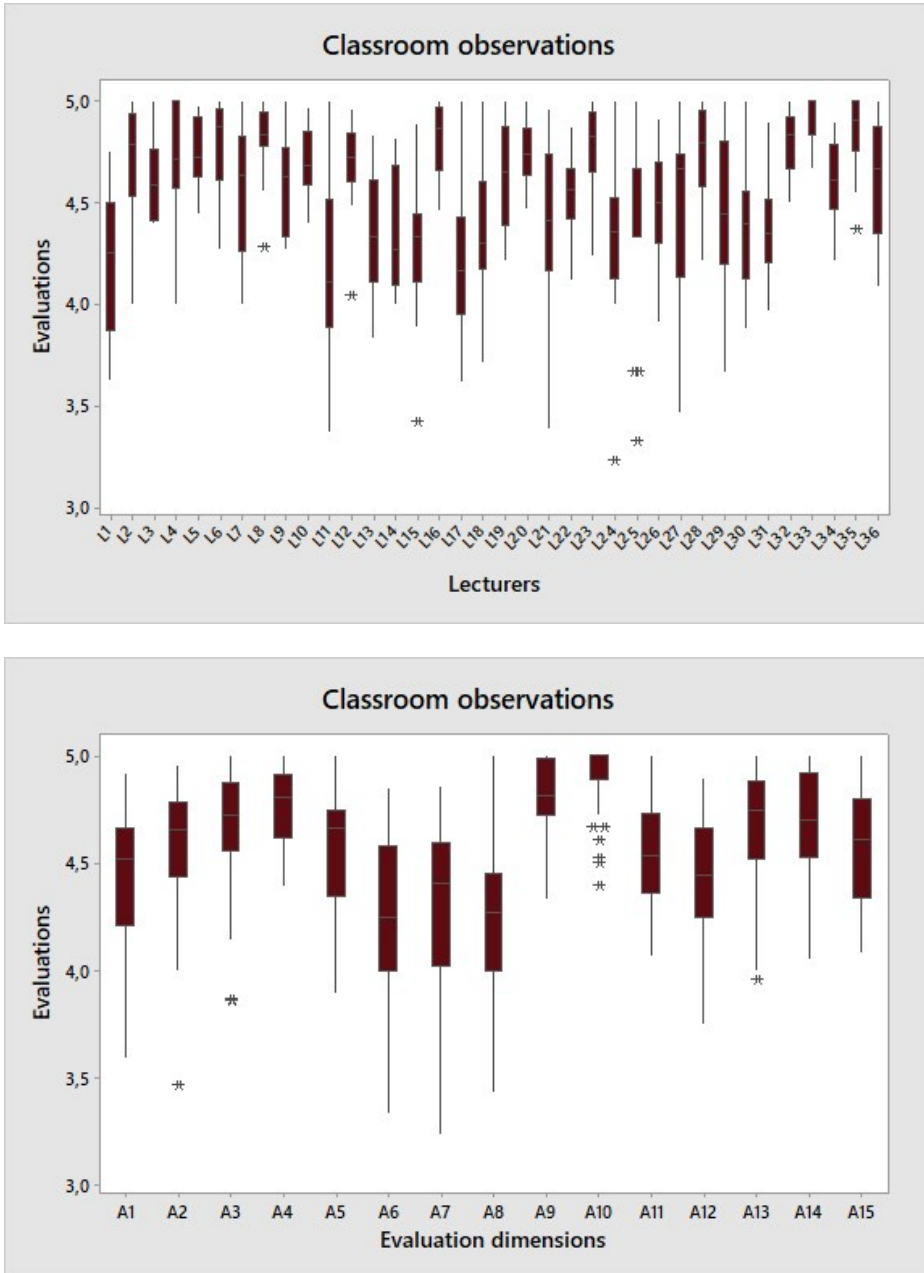 Classroom observations
Evaluations
5,0
4,5
4,0
3,5
3,0
L1 L2 L3 L4 L5 L6 L7 L8 L9 L10 L11 L12 L13 L14 L15 L16 L17 L18 L19 L20 L21 L22 L23 L24 L25 L26 L27 L28 L29 L30 L31 L32 L33 L34 L35 L36
Lecturers
Classroom observations
Evaluations
5,0
4,5
4,0
3,5
3,0
A1 A2 A3 A4 A5 A6 A7 A8 A9 A10 A11 A12 A13 A14 A15
Evaluation dimensions